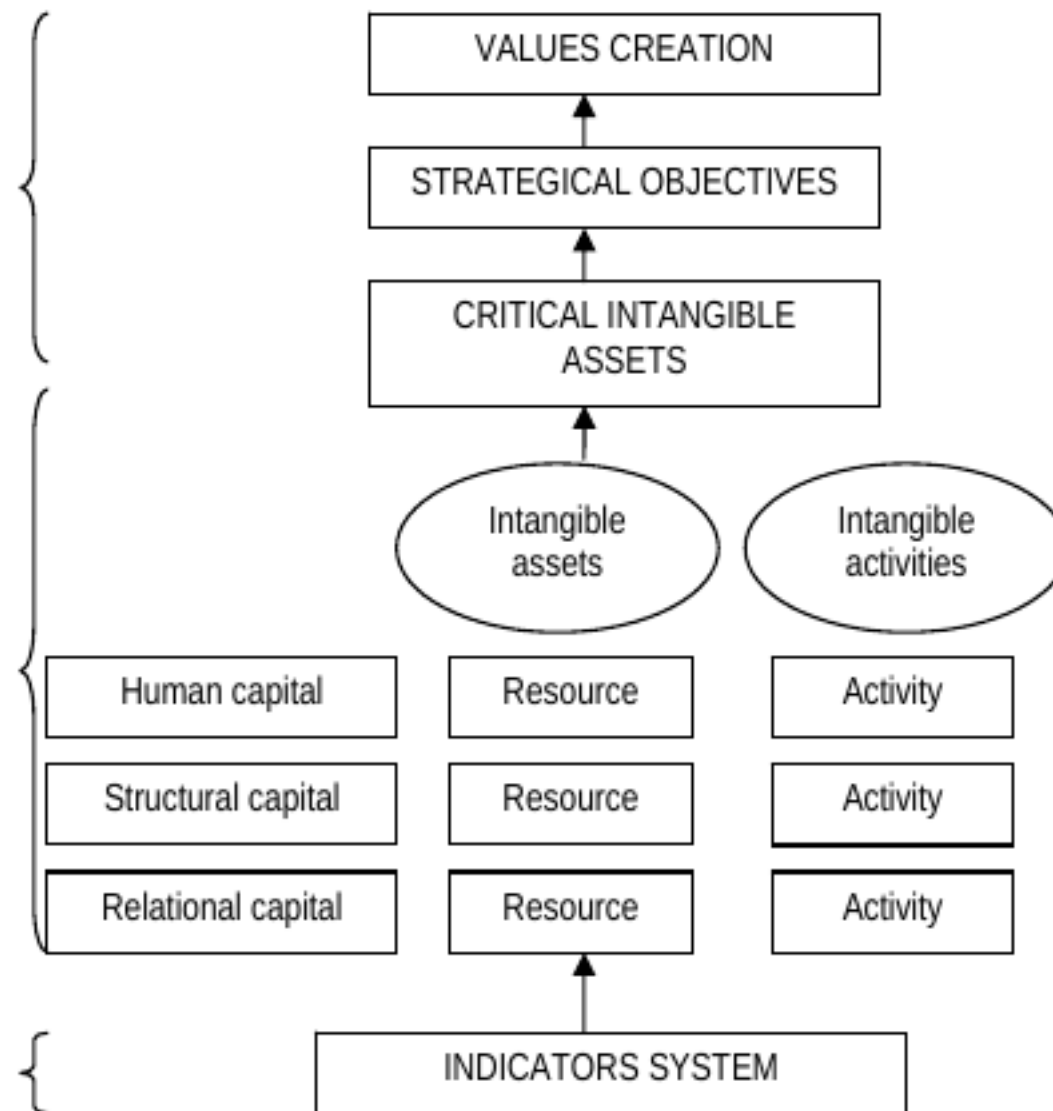 VALUES CREATION
STRATEGICAL OBJECTIVES
CRITICAL INTANGIBLE
ASSETS
Intangible
assets
Intangible
activities
Human capital
Resource
Activity
Structural capital
Resource
Activity
Relational capital
Resource
Activity
INDICATORS SYSTEM